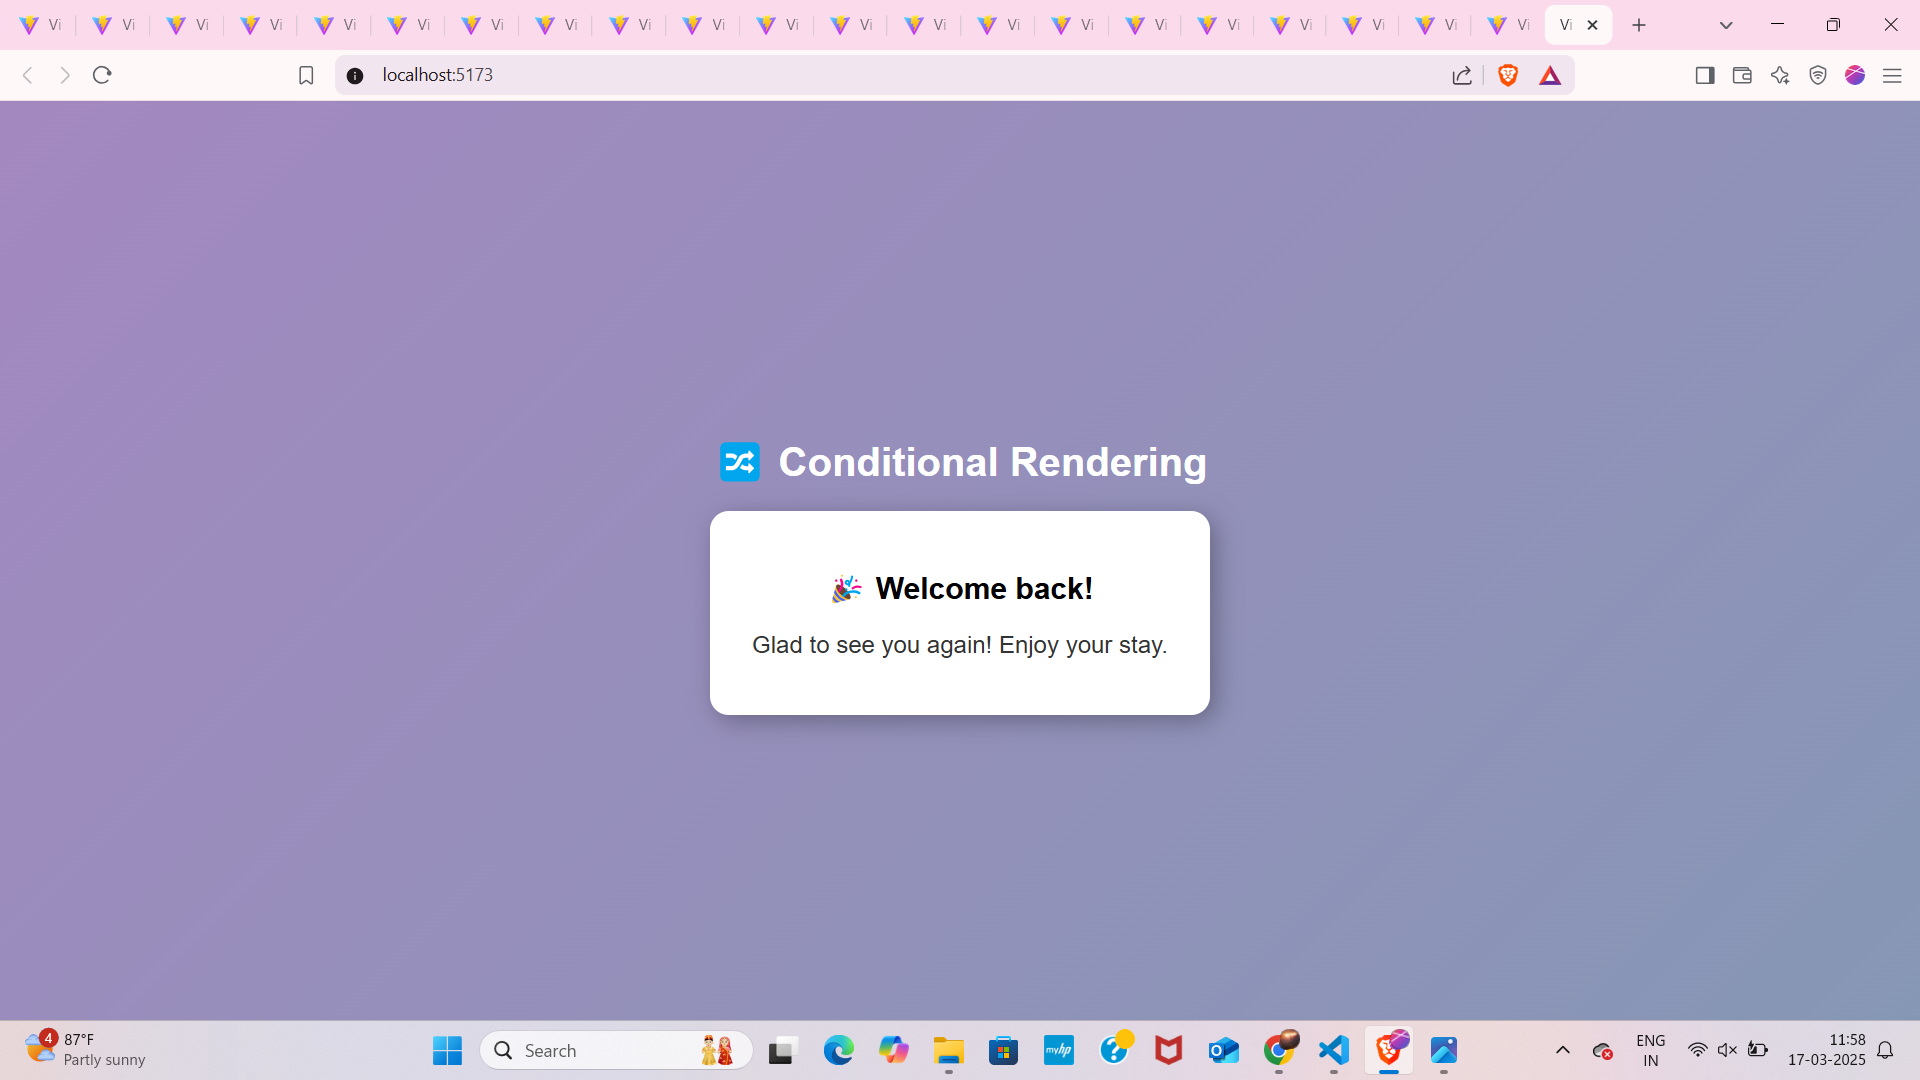 Vi Vi Vi Vi Vi Vi Vi Vi Vi Vi Vi Vi Vi Vi Vi Vi Vi Vi Vi Vi Vi Vi
localhost:5173
🔀 Conditional Rendering
🎉 Welcome back!
Glad to see you again! Enjoy your stay.
4
87°F
Partly sunny
Search
myhp
ENG
IN
11:58
17-03-2025